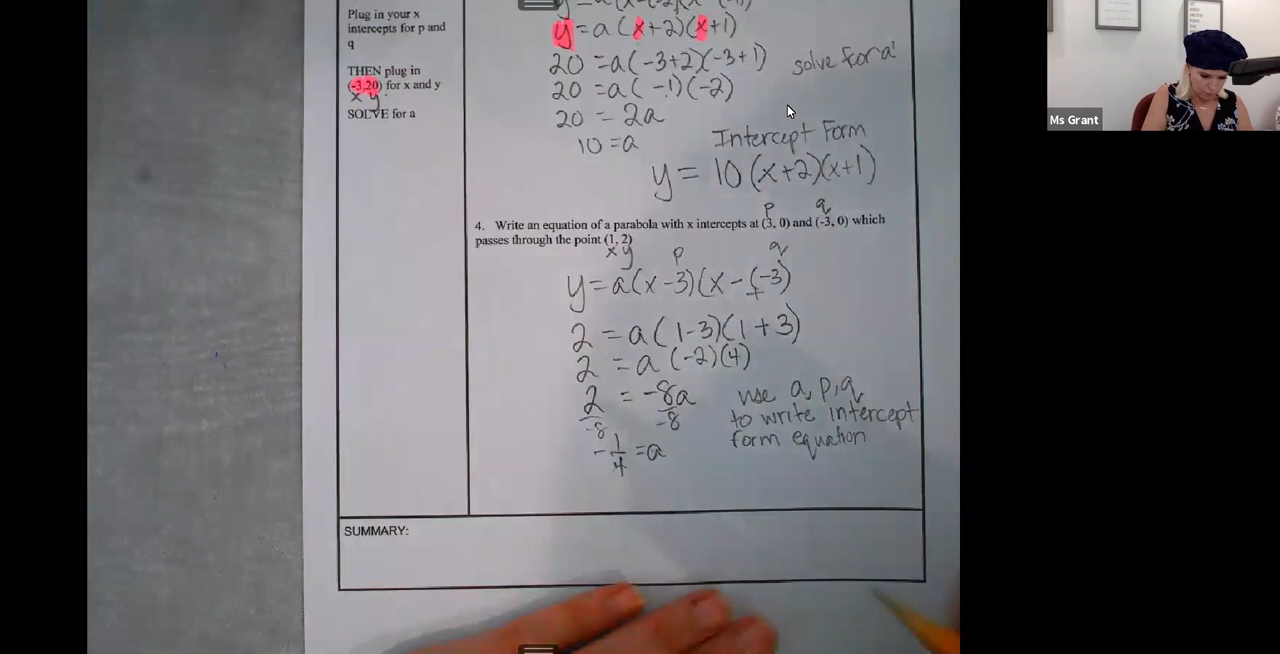 Plug in your x
intercepts for p and
q
THEN plug in
(-3,20) for x and y
x y
SOLVE for a
y = a(x+2)(x+1)
20 = a(-3+2)(-3+1)
solve for a!
20 = a(-1)(-2)
20 = 2a
10 = a
Intercept Form
y = 10(x+2)(x+1)
p q
4. Write an equation of a parabola with x intercepts at (3, 0) and (-3, 0) which
passes through the point (1, 2)
x y p q
y = a(x-3)(x-(-3)
+
2 = a(1-3)(1+3)
2 = a(-2)(4)
2 = -8a
-8 -8
-1/4 = a
use a, p, q
to write intercept
form equation
SUMMARY:
Ms Grant